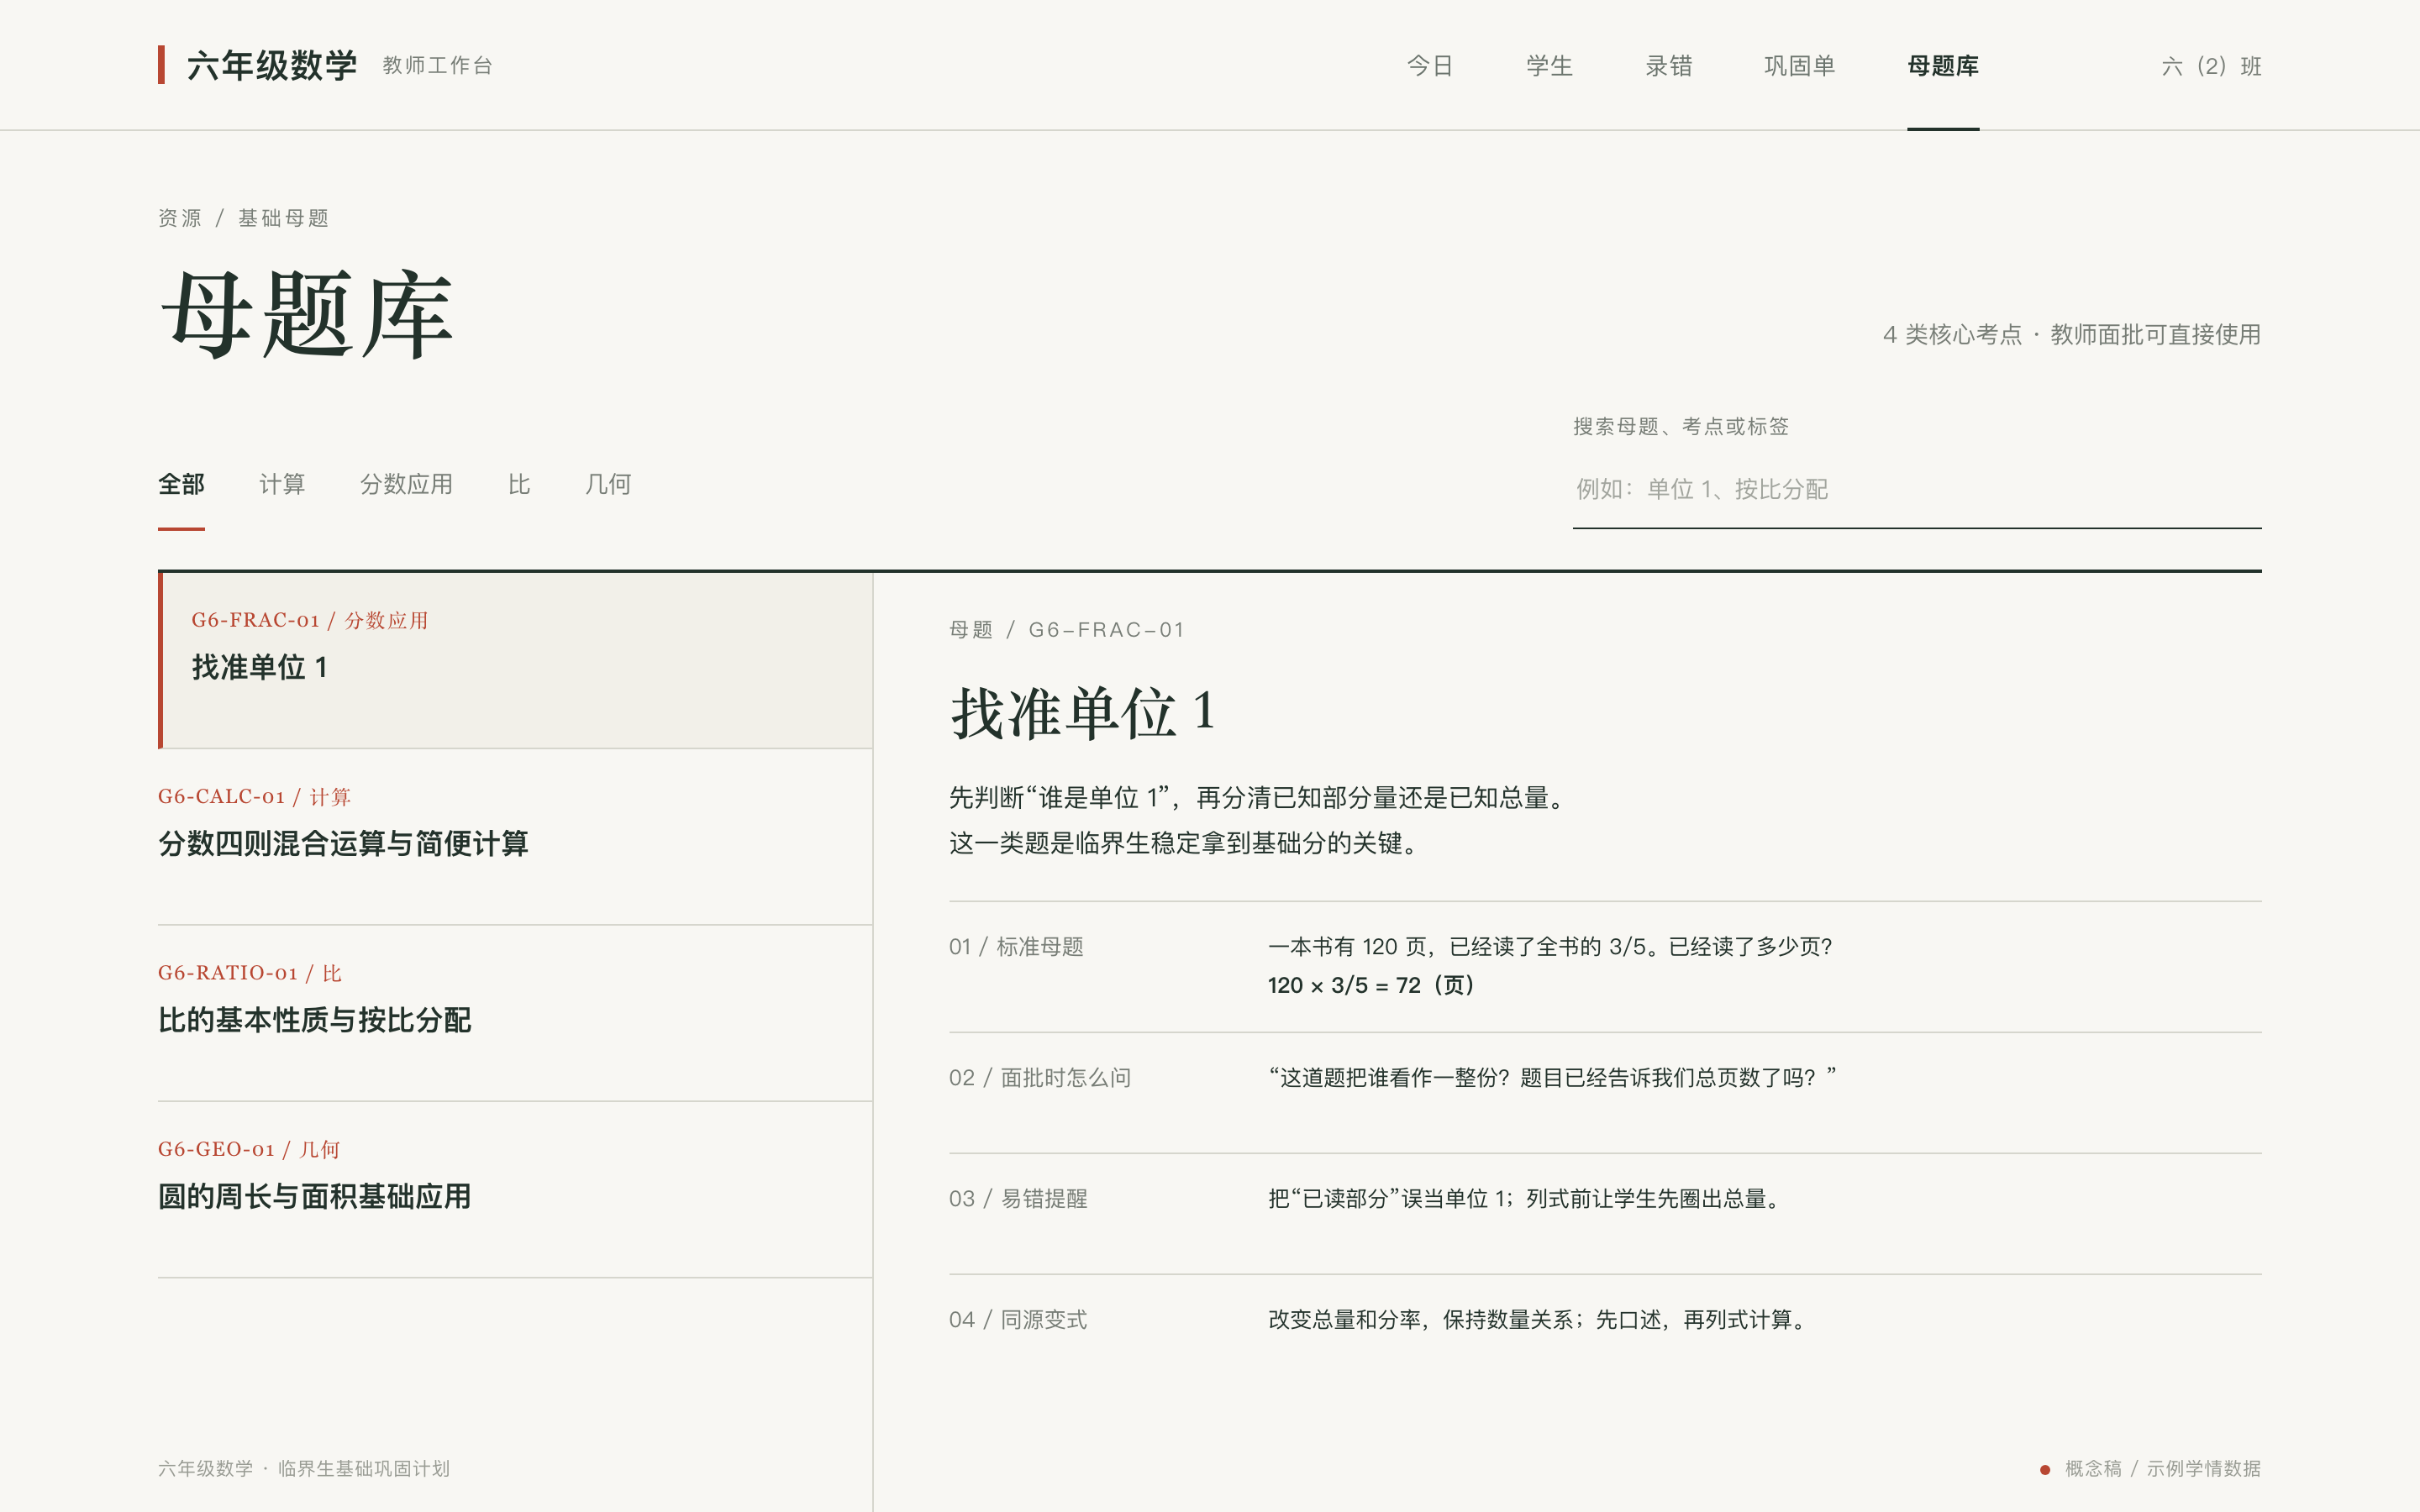 六年级数学 教师工作台 今日 学生 录错 巩固单 母题库 六（2）班
资源 / 基础母题
母题库
4 类核心考点 · 教师面批可直接使用
搜索母题、考点或标签
全部 计算 分数应用 比 几何
例如：单位 1、按比分配
G6-FRAC-01 / 分数应用
找准单位 1
G6-CALC-01 / 计算
分数四则混合运算与简便计算
G6-RATIO-01 / 比
比的基本性质与按比分配
G6-GEO-01 / 几何
圆的周长与面积基础应用
母题 / G6-FRAC-01
找准单位 1
先判断“谁是单位 1”，再分清已知部分量还是已知总量。
这一类题是临界生稳定拿到基础分的关键。
01 / 标准母题
一本书有 120 页，已经读了全书的 3/5。已经读了多少页？
120 × 3/5 = 72（页）
02 / 面批时怎么问
“这道题把谁看作一整份？题目已经告诉我们总页数了吗？”
03 / 易错提醒
把“已读部分”误当单位 1；列式前让学生先圈出总量。
04 / 同源变式
改变总量和分率，保持数量关系；先口述，再列式计算。
六年级数学 · 临界生基础巩固计划
概念稿 / 示例学情数据